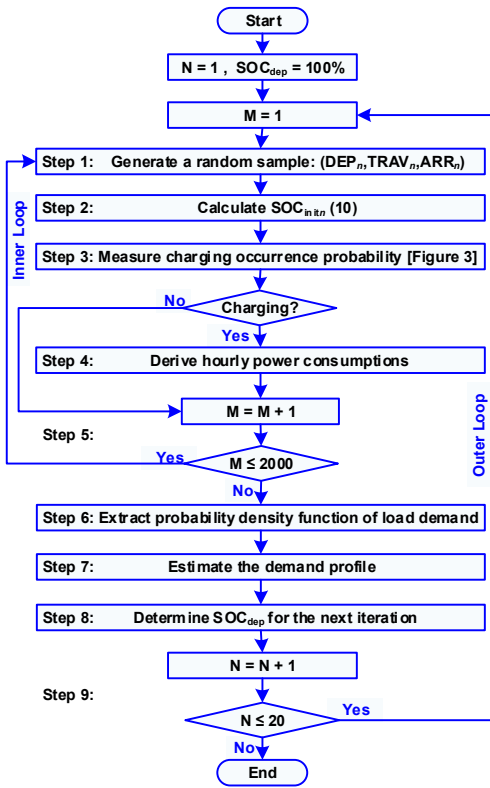 Start
N = 1 , SOCdep = 100%
M = 1
Step 1: Generate a random sample: (DEPn,TRAVn,ARRn)
Step 2: Calculate SOCinitn (10)
Inner Loop
Step 3: Measure charging occurrence probability [Figure 3]
No
Charging?
Yes
Step 4: Derive hourly power consumptions
M = M + 1
Outer Loop
Step 5:
Yes
M ≤ 2000
No
Step 6: Extract probability density function of load demand
Step 7: Estimate the demand profile
Step 8: Determine SOCdep for the next iteration
N = N + 1
Step 9:
Yes
N ≤ 20
No
End